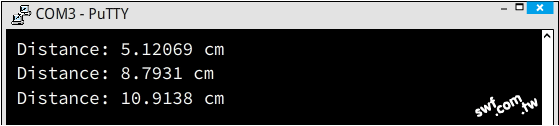 COM3 - PuTTY
Distance: 5.12069 cm
Distance: 8.7931 cm
Distance: 10.9138 cm
swf.com.tw